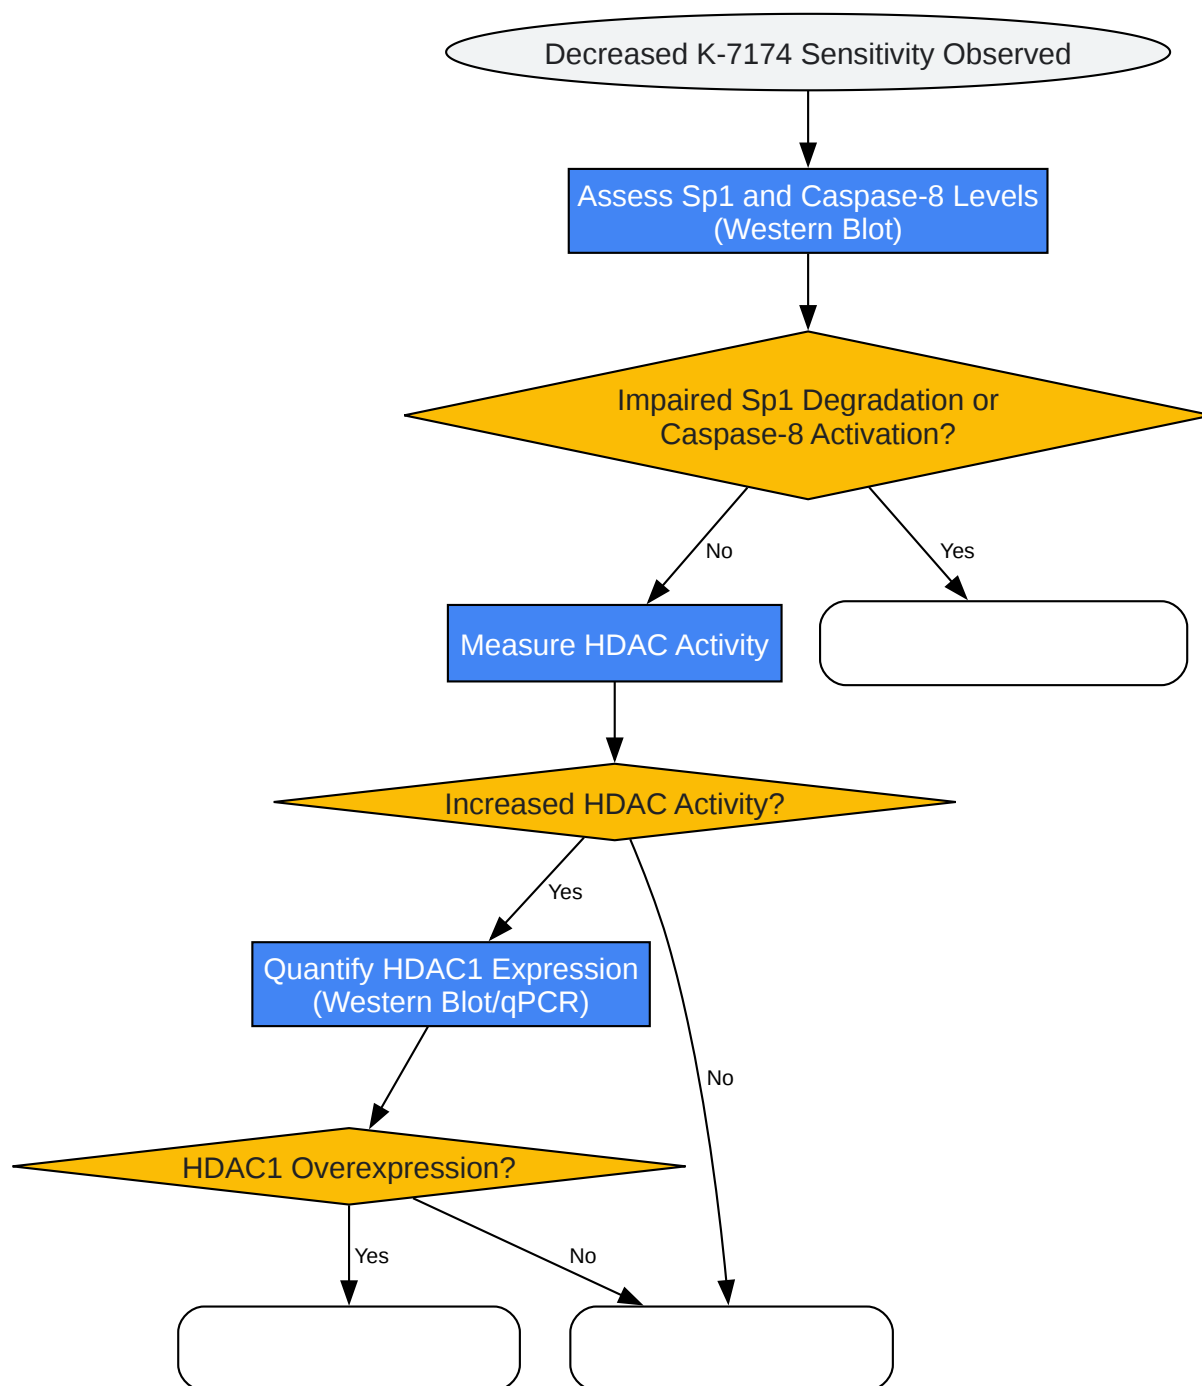 Decreased K-7174 Sensitivity Observed
Assess Sp1 and Caspase-8 Levels
(Western Blot)
Impaired Sp1 Degradation or
Caspase-8 Activation?
No
Yes
Measure HDAC Activity
Increased HDAC Activity?
Yes
Quantify HDAC1 Expression
(Western Blot/qPCR)
No
HDAC1 Overexpression?
Yes
No